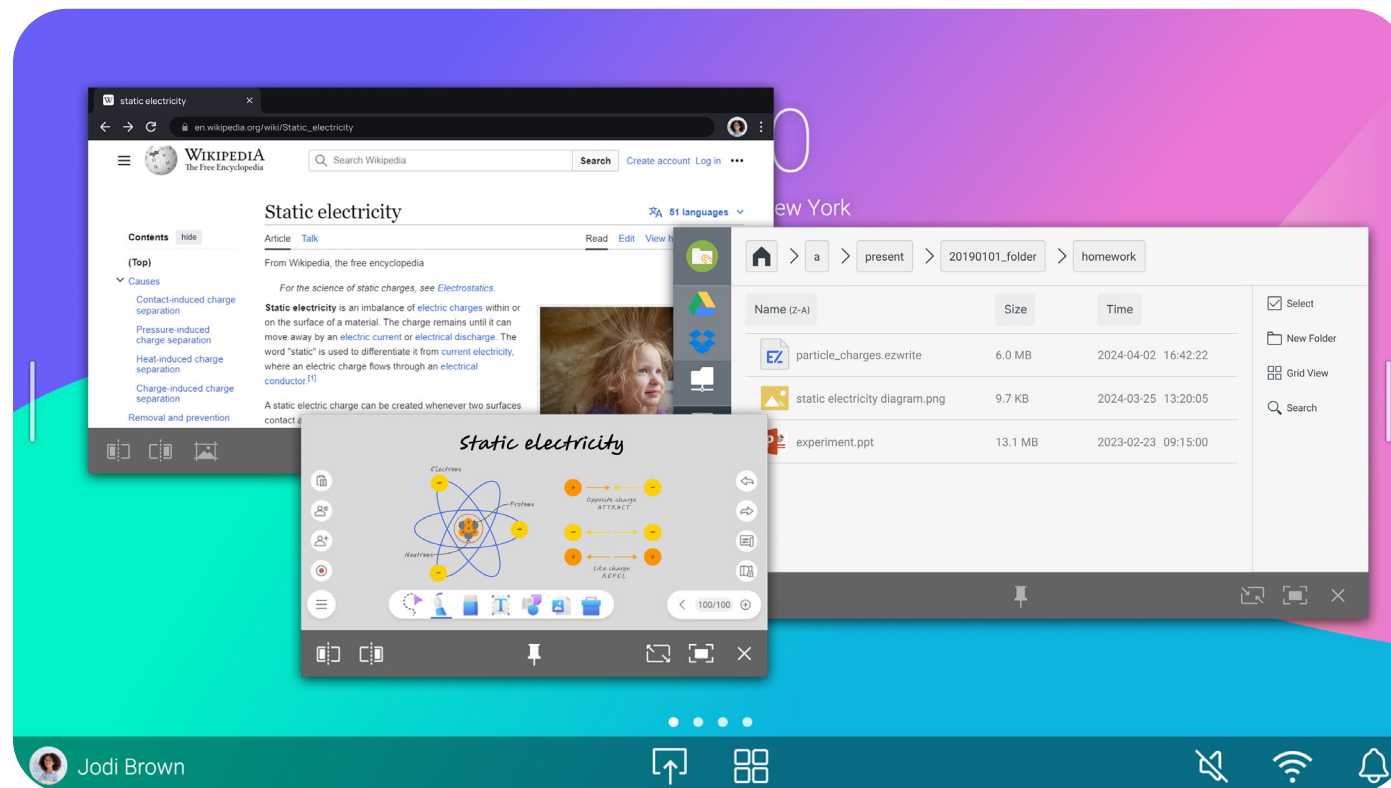 static electricity
en.wikipedia.org/wiki/Static_electricity
0
WIKIPEDIA
The Free Encyclopedia
Search Wikipedia
Search
Create account Log in
Static electricity
51 languages
ew York
Contents hide
Article Talk
Read Edit View h
(Top)
From Wikipedia, the free encyclopedia
Causes
For the science of static charges, see Electrostatics.
Contact-induced charge
separation
Pressure-induced
charge separation
Heat-induced charge
separation
Charge-induced charge
separation
Removal and prevention
Static electricity is an imbalance of electric charges within or
on the surface of a material. The charge remains until it can
move away by an electric current or electrical discharge. The
word "static" is used to differentiate it from current electricity,
where an electric charge flows through an electrical
conductor.[1]
A static electric charge can be created whenever two surfaces
contact a
a
present
20190101_folder
homework
Name (Z-A) Size Time
EZ particle_charges.ezwrite 6.0 MB 2024-04-02 16:42:22
static electricity diagram.png 9.7 KB 2024-03-25 13:20:05
experiment.ppt 13.1 MB 2023-02-23 09:15:00
Select
New Folder
Grid View
Search
Static electricity
Electrons
Protons
Neutrons
Opposite charge
ATTRACT
Like charge
REPEL
100/100
Jodi Brown